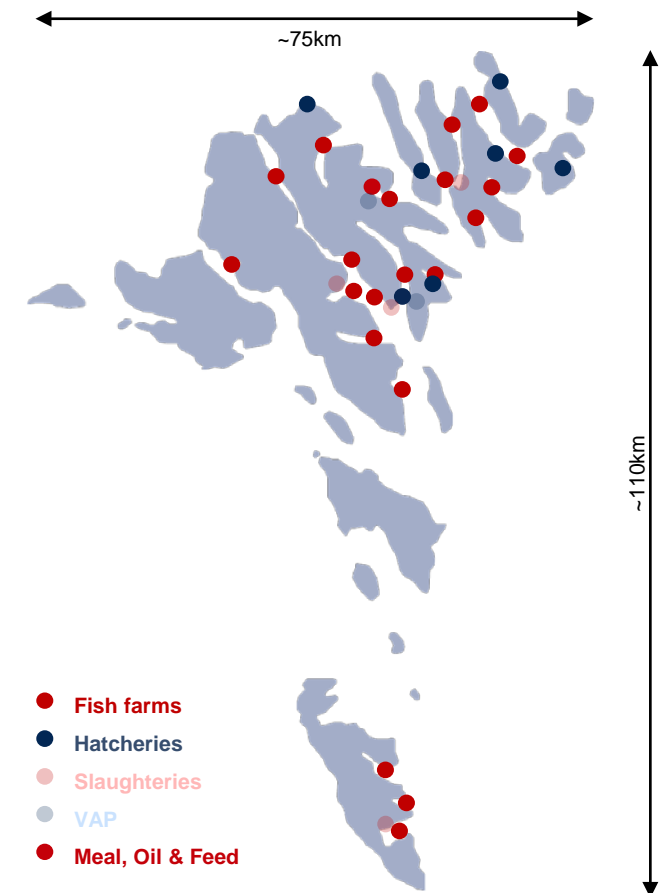 ~75km
~110km
Fish farms
Hatcheries
Slaughteries
VAP
Meal, Oil & Feed